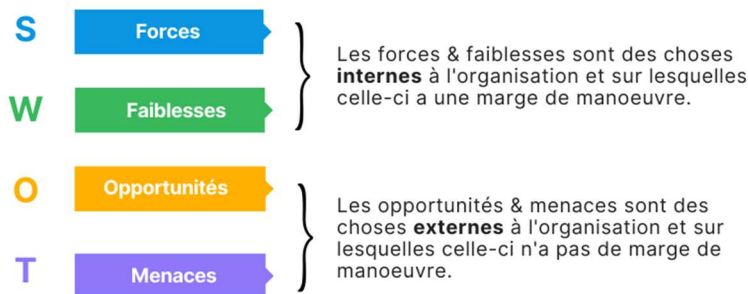 S
Forces
W
Faiblesses
Les forces & faiblesses sont des choses
internes à l'organisation et sur lesquelles
celle-ci a une marge de manoeuvre.
O
Opportunités
T
Menaces
Les opportunités & menaces sont des
choses externes à l'organisation et sur
lesquelles celle-ci n'a pas de marge de
manoeuvre.